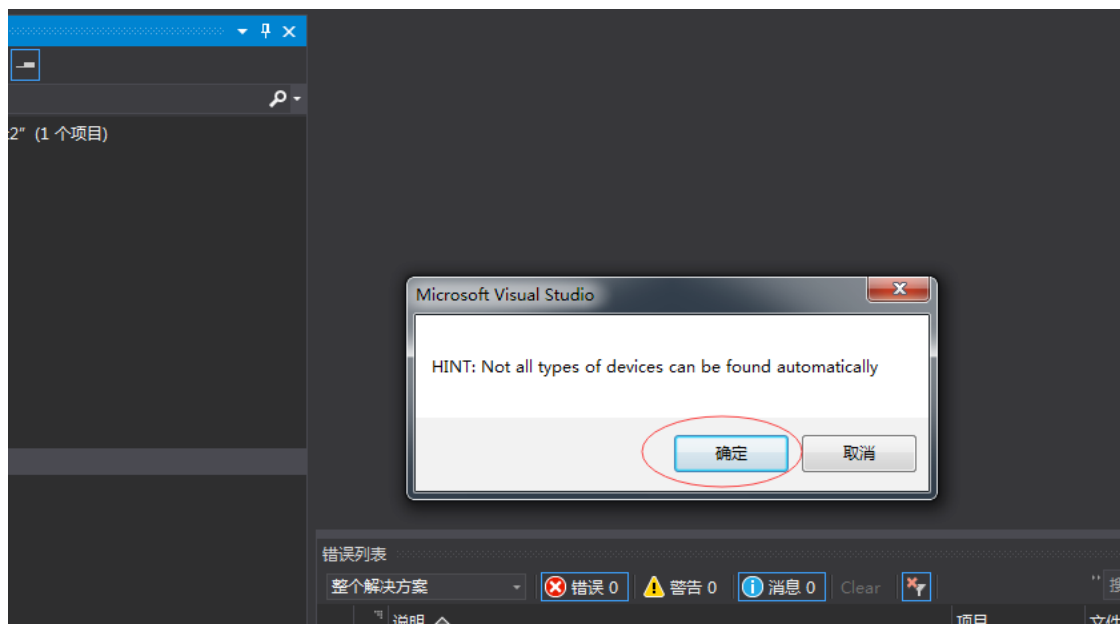 :2" (1 个项目)
Microsoft Visual Studio
HINT: Not all types of devices can be found automatically
确定
取消
错误列表
整个解决方案
错误 0
警告 0
消息 0
Clear
说明
项目
文件